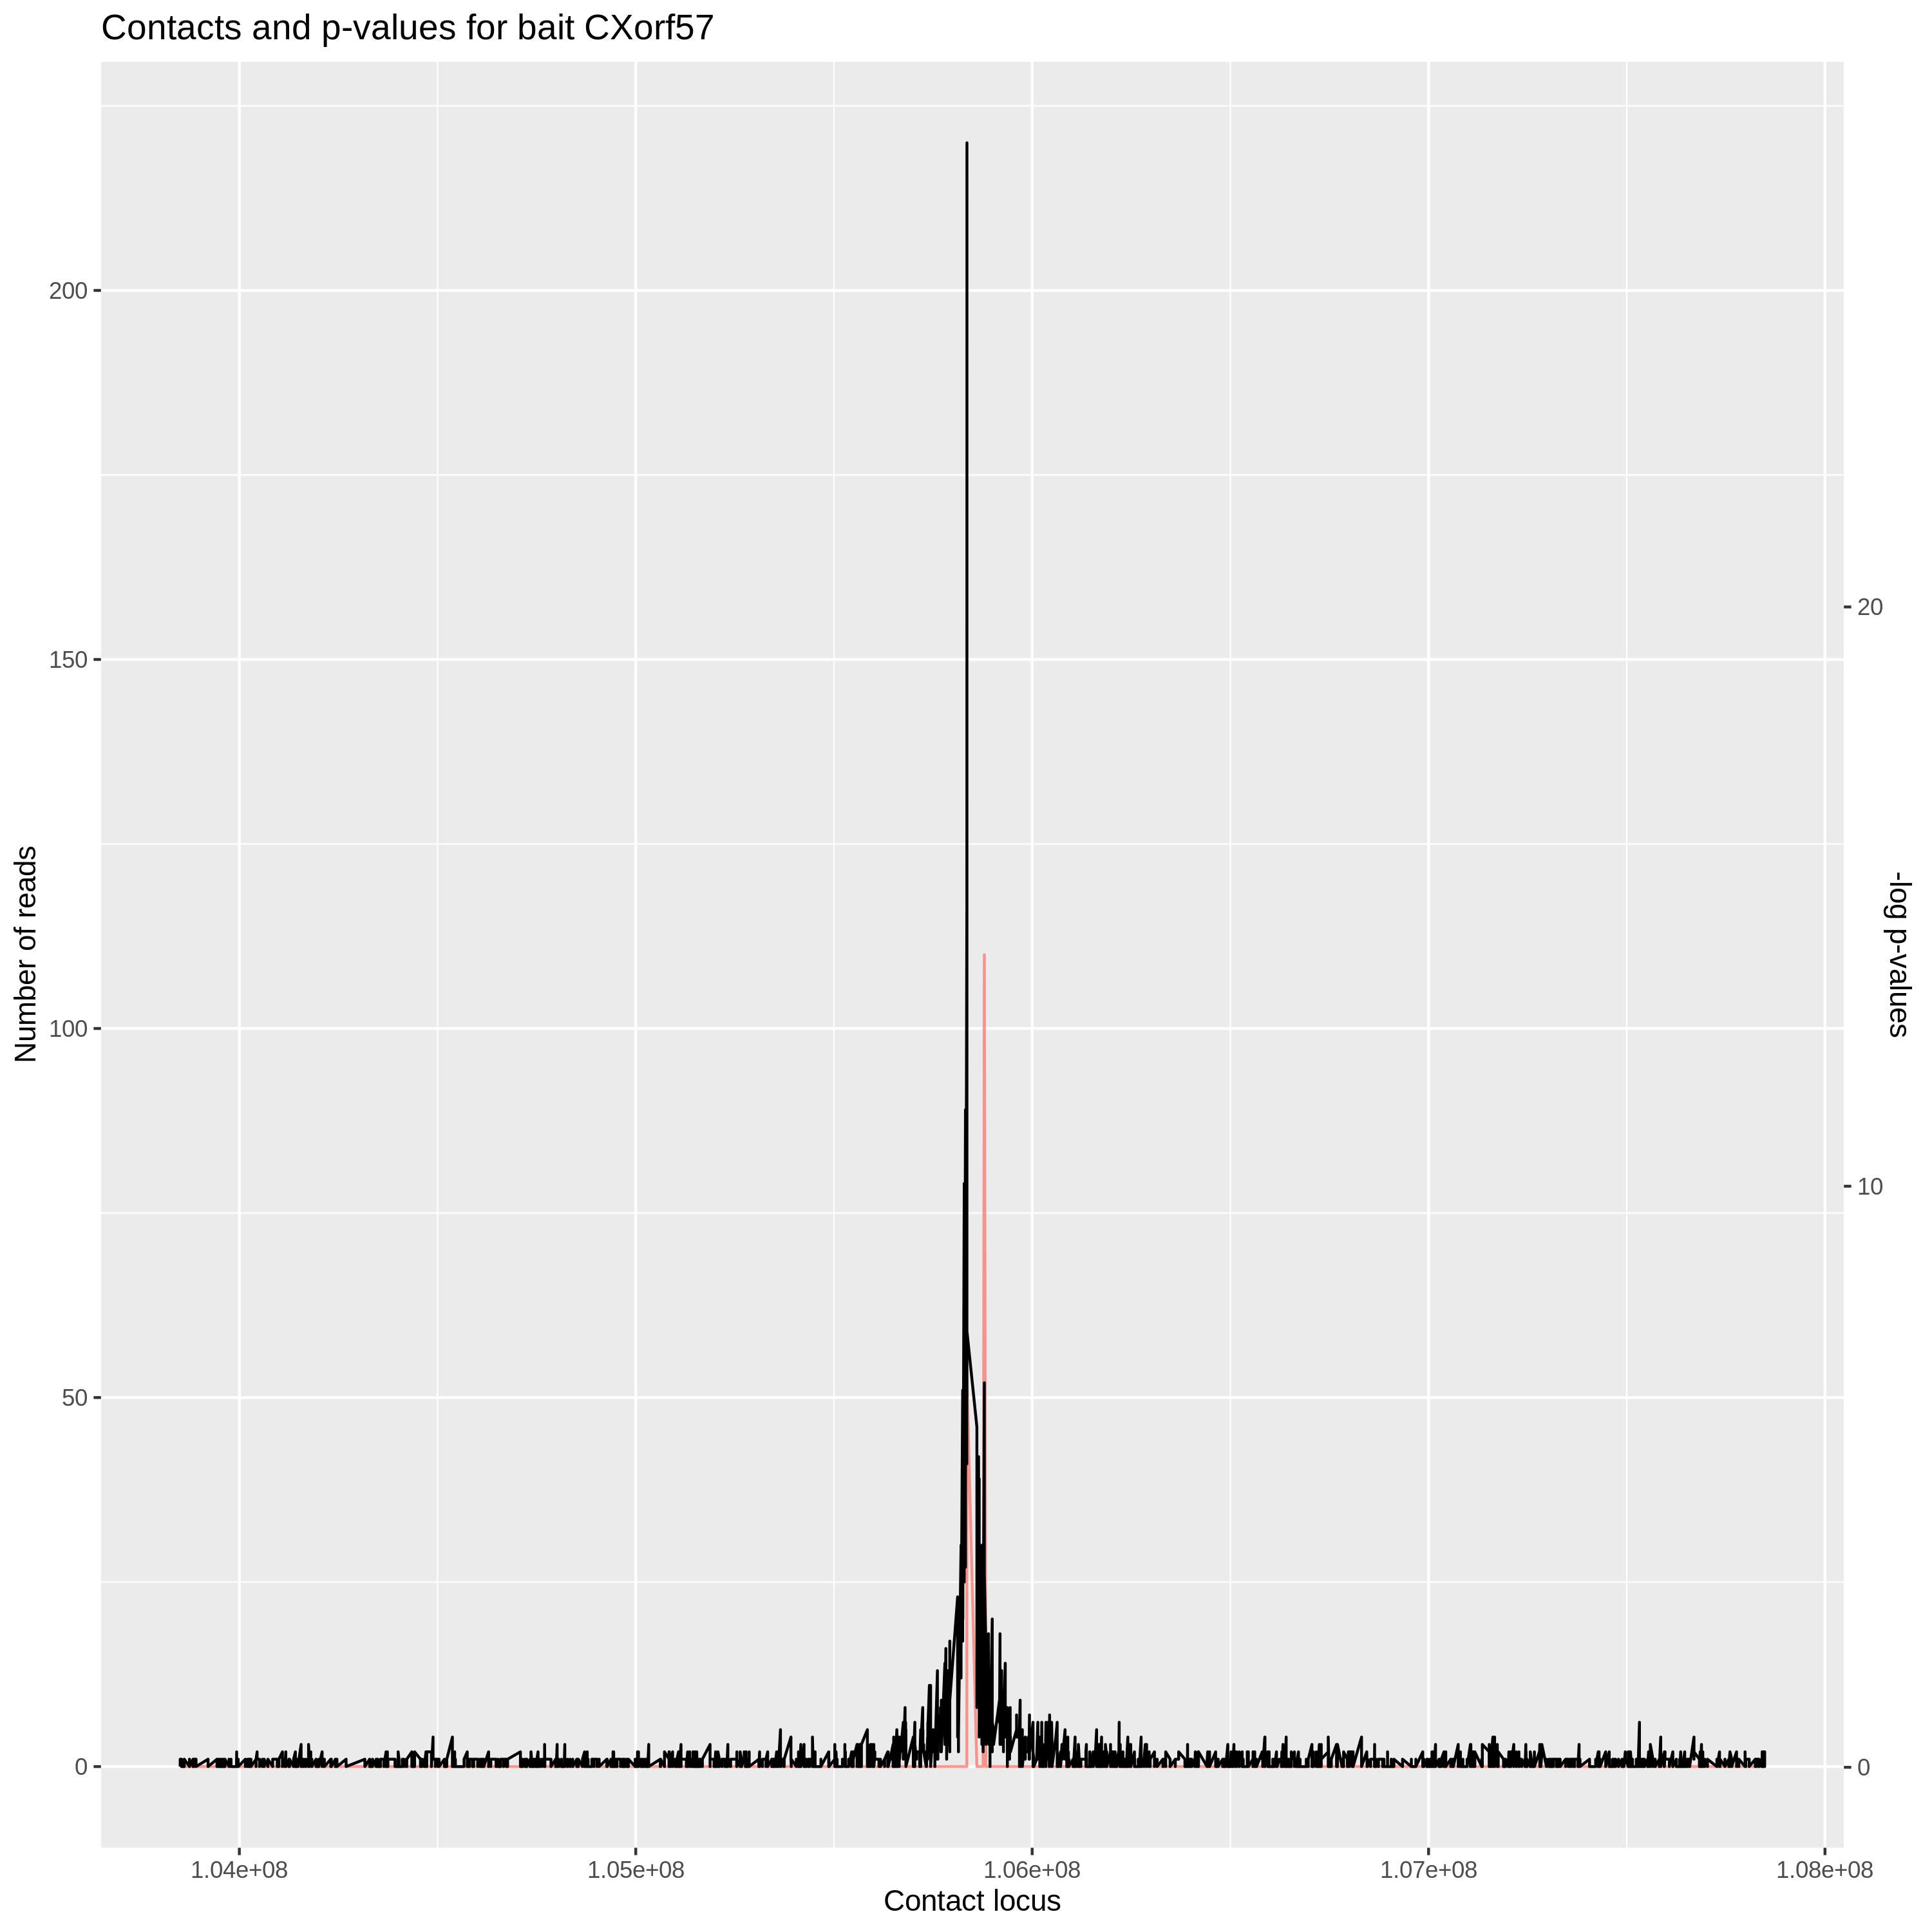 Contacts and p-values for bait CXorf57
Number of reads
200
150
100
50
0
20
10
0
-log p-values
1.04e+08 1.05e+08 1.06e+08 1.07e+08 1.08e+08
Contact locus